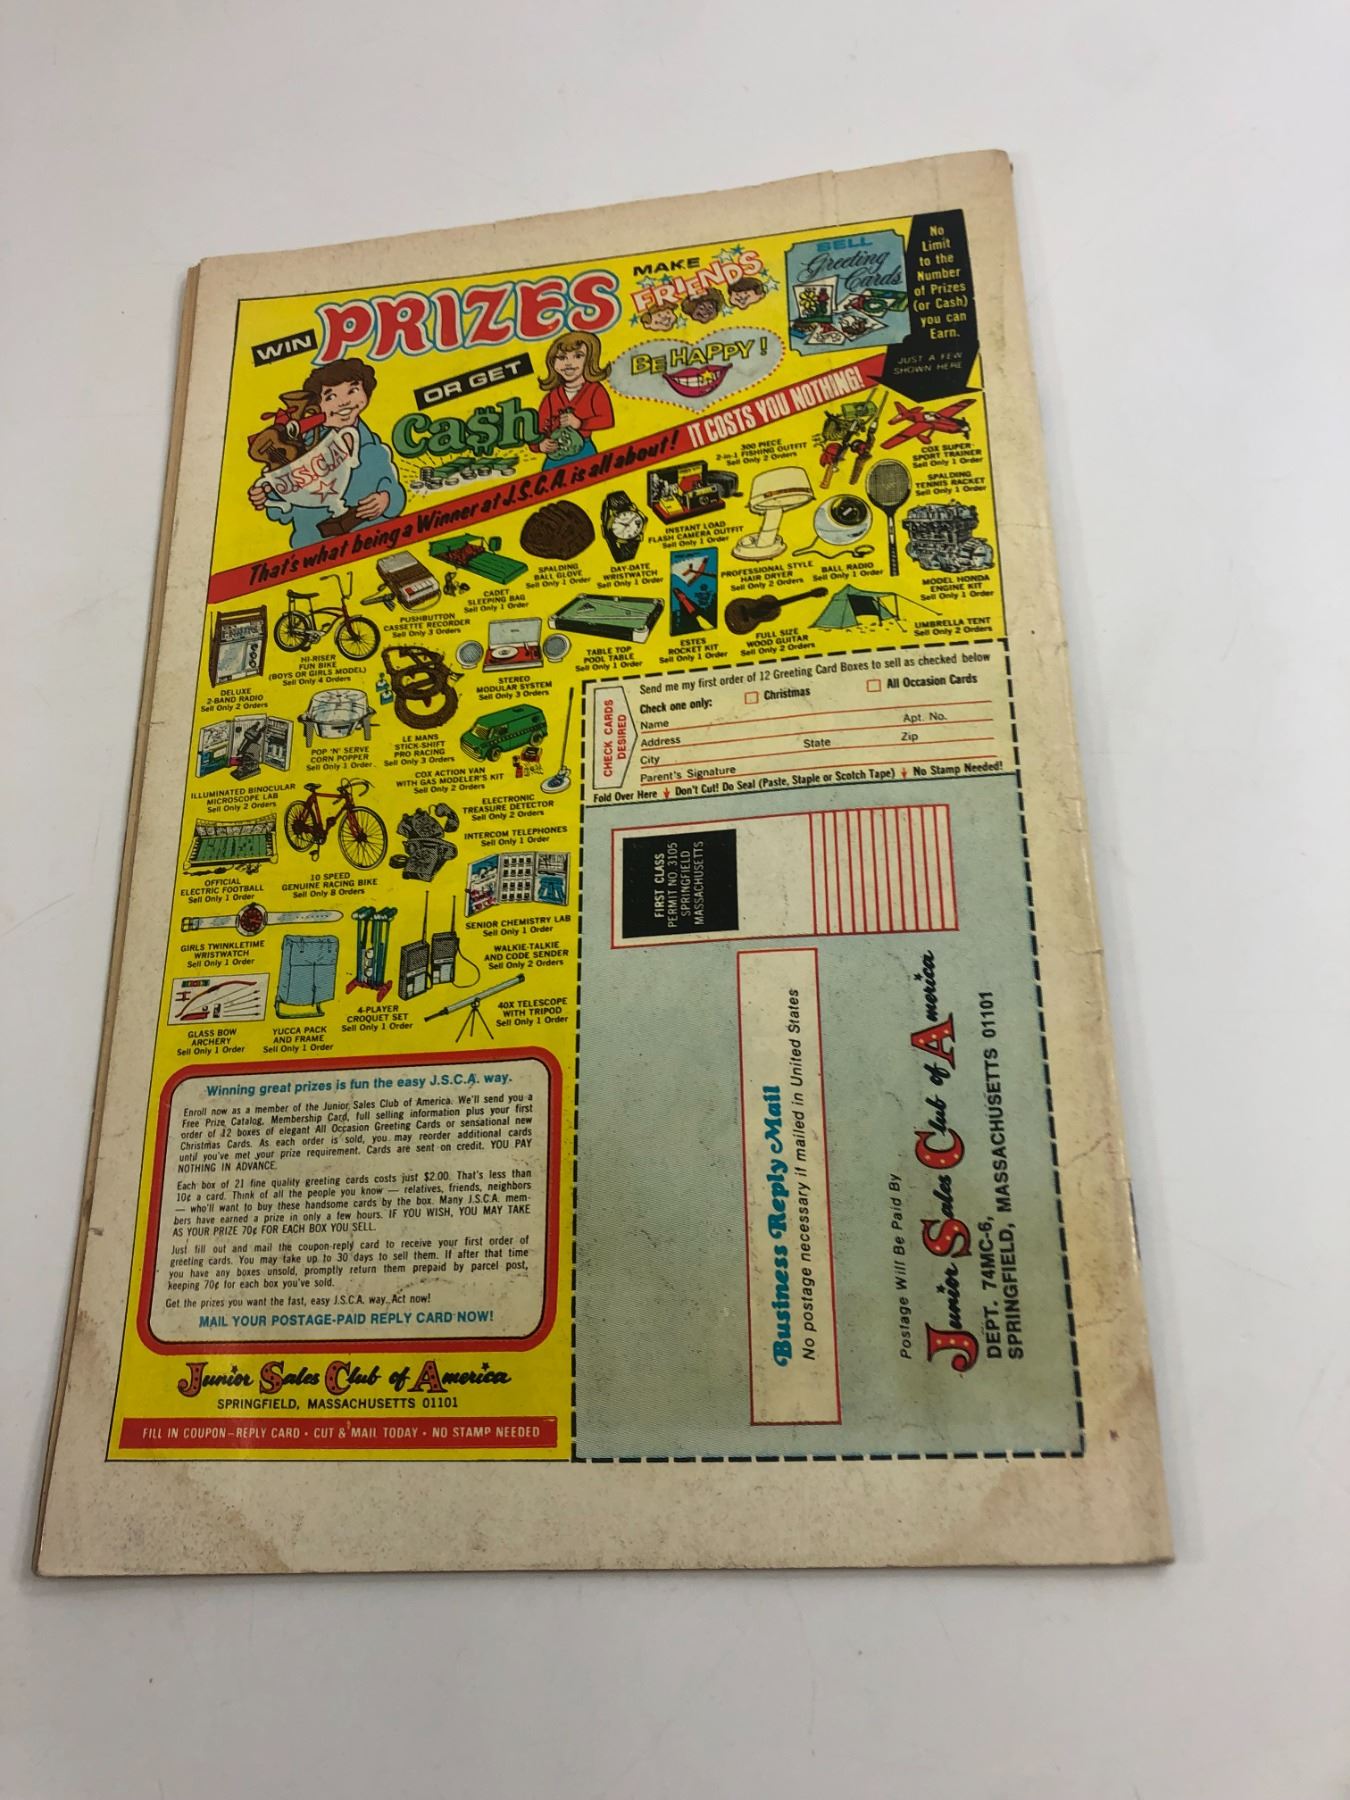 WIN PRIZES
MAKE
FRIENDS
BELL
Greeting
Cards
No
Limit
to the
Number
of Prizes
(or Cash)
you can
Earn.
JUST A FEW
SHOWN HERE
OR GET
ca$h
BE HAPPY!
J.S.C.A.
That's what being a Winner at J.S.C.A. is all about! IT COSTS YOU NOTHING!
300 PIECE
2-in-1 FISHING OUTFIT
Sell Only 2 Orders
COX SUPER-
SPORT TRAINER
Sell Only 1 Order
SPALDING
TENNIS RACKET
Sell Only 1 Order
INSTANT LOAD
FLASH CAMERA OUTFIT
Sell Only 1 Order
SPALDING
BALL GLOVE
Sell Only 1 Order
DAY-DATE
WRISTWATCH
Sell Only 1 Order
PROFESSIONAL STYLE
HAIR DRYER
Sell Only 2 Orders
BALL RADIO
Sell Only 1 Order
MODEL HONDA
ENGINE KIT
Sell Only 1 Order
CADET
SLEEPING BAG
Sell Only 1 Order
PUSHBUTTON
CASSETTE RECORDER
Sell Only 3 Orders
HI-RISER
FUN BIKE
(BOYS OR GIRLS MODEL)
Sell Only 4 Orders
TABLE TOP
POOL TABLE
Sell Only 1 Order
ESTES
ROCKET KIT
Sell Only 1 Order
FULL SIZE
WOOD GUITAR
Sell Only 2 Orders
UMBRELLA TENT
Sell Only 2 Orders
DELUXE
2-BAND RADIO
Sell Only 2 Orders
STEREO
MODULAR SYSTEM
Sell Only 3 Orders
POP 'N' SERVE
CORN POPPER
Sell Only 1 Order
LE MANS
STICK-SHIFT
PRO RACING
Sell Only 3 Orders
COX ACTION VAN
WITH GAS MODELER'S KIT
Sell Only 2 Orders
ILLUMINATED BINOCULAR
MICROSCOPE LAB
Sell Only 2 Orders
ELECTRONIC
TREASURE DETECTOR
Sell Only 2 Orders
INTERCOM TELEPHONES
Sell Only 1 Order
OFFICIAL
ELECTRIC FOOTBALL
Sell Only 1 Order
10 SPEED
GENUINE RACING BIKE
Sell Only 8 Orders
SENIOR CHEMISTRY LAB
Sell Only 1 Order
GIRLS TWINKLETIME
WRISTWATCH
Sell Only 1 Order
WALKIE-TALKIE
AND CODE SENDER
Sell Only 2 Orders
GLASS BOW
ARCHERY
Sell Only 1 Order
YUCCA PACK
AND FRAME
Sell Only 1 Order
4-PLAYER
CROQUET SET
Sell Only 1 Order
40X TELESCOPE
WITH TRIPOD
Sell Only 1 Order
Winning great prizes is fun the easy J.S.C.A. way.
Enroll now as a member of the Junior Sales Club of America. We'll send you a
Free Prize Catalog, Membership Card, full selling information plus your first
order of 12 boxes of elegant All Occasion Greeting Cards or sensational new
Christmas Cards. As each order is sold, you may reorder additional cards
until you've met your prize requirement. Cards are sent on credit. YOU PAY
NOTHING IN ADVANCE.
Each box of 21 fine quality greeting cards costs just $2.00. That's less than
10¢ a card. Think of all the people you know — relatives, friends, neighbors
— who'll want to buy these handsome cards by the box. Many J.S.C.A. mem-
bers have earned a prize in only a few hours. IF YOU WISH, YOU MAY TAKE
AS YOUR PRIZE 70¢ FOR EACH BOX YOU SELL.
Just fill out and mail the coupon-reply card to receive your first order of
greeting cards. You may take up to 30 days to sell them. If after that time
you have any boxes unsold, promptly return them prepaid by parcel post,
keeping 70¢ for each box you've sold.
Get the prizes you want the fast, easy J.S.C.A. way. Act now!
MAIL YOUR POSTAGE-PAID REPLY CARD NOW!
Junior Sales Club of America
SPRINGFIELD, MASSACHUSETTS 01101
FILL IN COUPON–REPLY CARD • CUT & MAIL TODAY • NO STAMP NEEDED
CHECK CARDS
DESIRED
Send me my first order of 12 Greeting Card Boxes to sell as checked below
Check one only: Christmas All Occasion Cards
Name Apt. No.
Address
City State Zip
Parent's Signature
Fold Over Here Don't Cut! Do Seal (Paste, Staple or Scotch Tape) No Stamp Needed!
FIRST CLASS
PERMIT NO. 3105
SPRINGFIELD
MASSACHUSETTS
Business Reply Mail
No postage necessary if mailed in United States
Postage Will Be Paid By
Junior Sales Club of America
DEPT. 74MC-6,
SPRINGFIELD, MASSACHUSETTS 01101